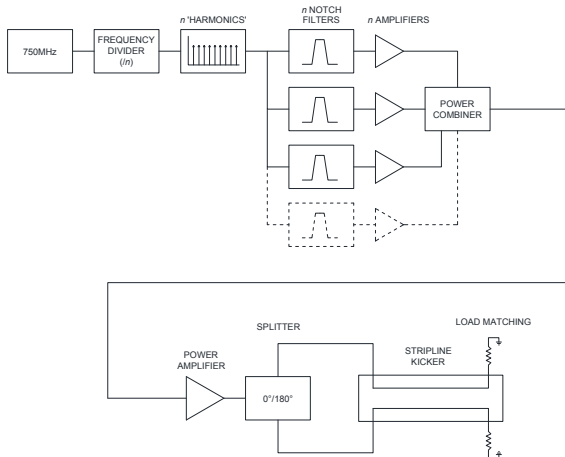 n 'HARMONICS'
n NOTCH
FILTERS
n AMPLIFIERS
750MHz
FREQUENCY
DIVIDER
(/n)
POWER
COMBINER
SPLITTER
LOAD MATCHING
POWER
AMPLIFIER
STRIPLINE
KICKER
0°/180°